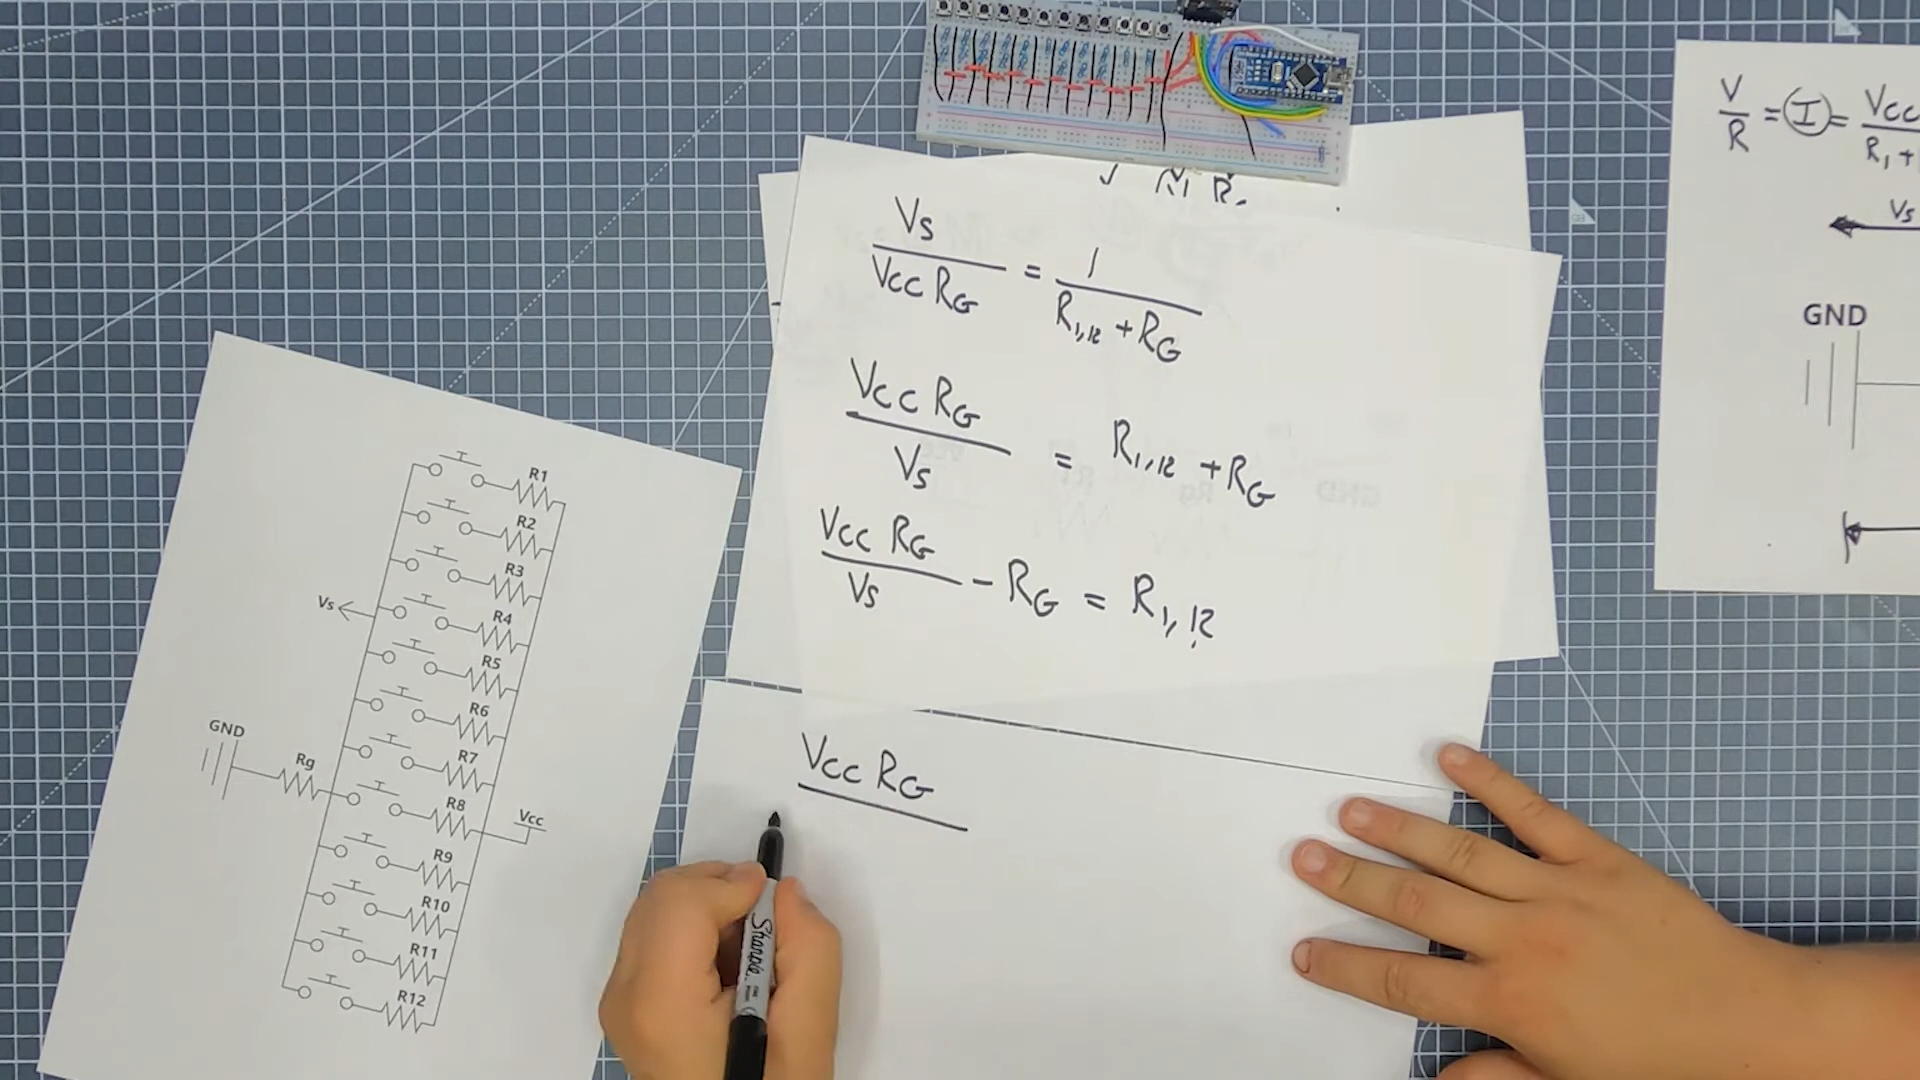 Vs / Vcc RG = 1 / R1,12 + RG
Vcc RG / Vs = R1,12 + RG
Vcc RG / Vs - RG = R1,12
Vcc RG
V / R = I = Vcc / R1 +
Vs
GND
R1
R2
R3
R4
Vs
R5
R6
R7
GND
Rg
R8
Vcc
R9
R10
R11
R12
Sharpie